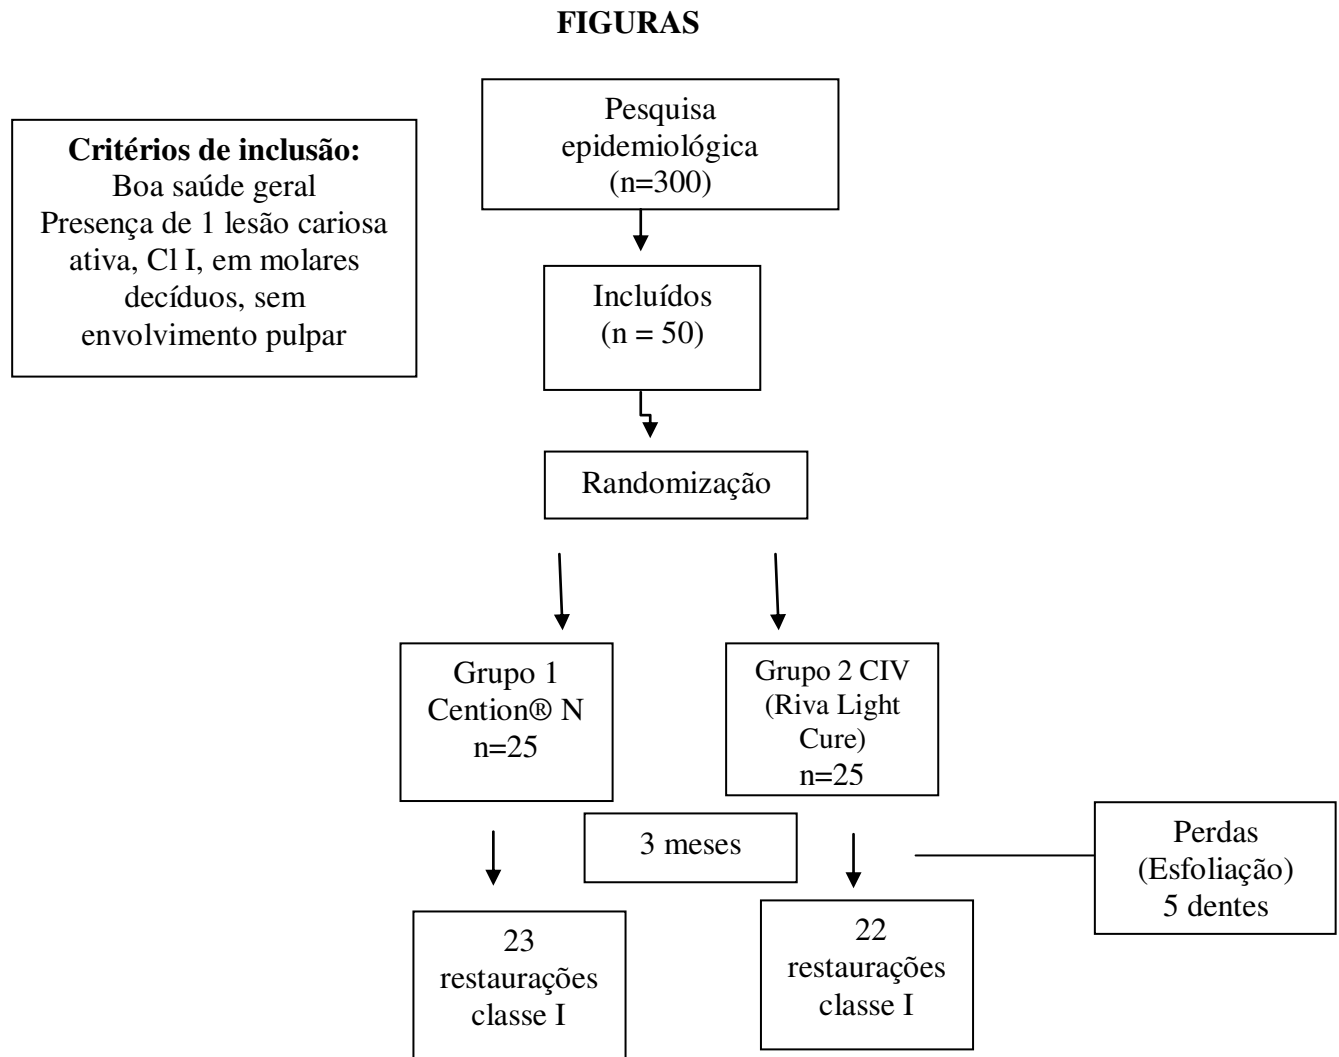 FIGURAS
Pesquisa
epidemiológica
(n=300)
Critérios de inclusão:
Boa saúde geral
Presença de 1 lesão cariosa
ativa, Cl I, em molares
decíduos, sem
envolvimento pulpar
Incluídos
(n = 50)
Randomização
Grupo 1
Cention® N
n=25
Grupo 2 CIV
(Riva Light
Cure)
n=25
3 meses
Perdas
(Esfoliação)
5 dentes
23
restaurações
classe I
22
restaurações
classe I